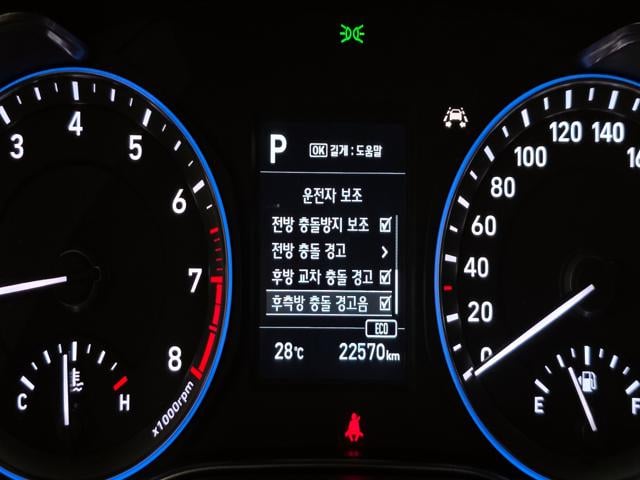 P OK 길게 : 도움말
운전자 보조
전방 충돌방지 보조
전방 충돌 경고
후방 교차 충돌 경고
후측방 충돌 경고음
ECO
28℃ 22570km
3 4 5 6 7 8
x1000rpm
C H
0 20 40 60 80 100 120 140
E F